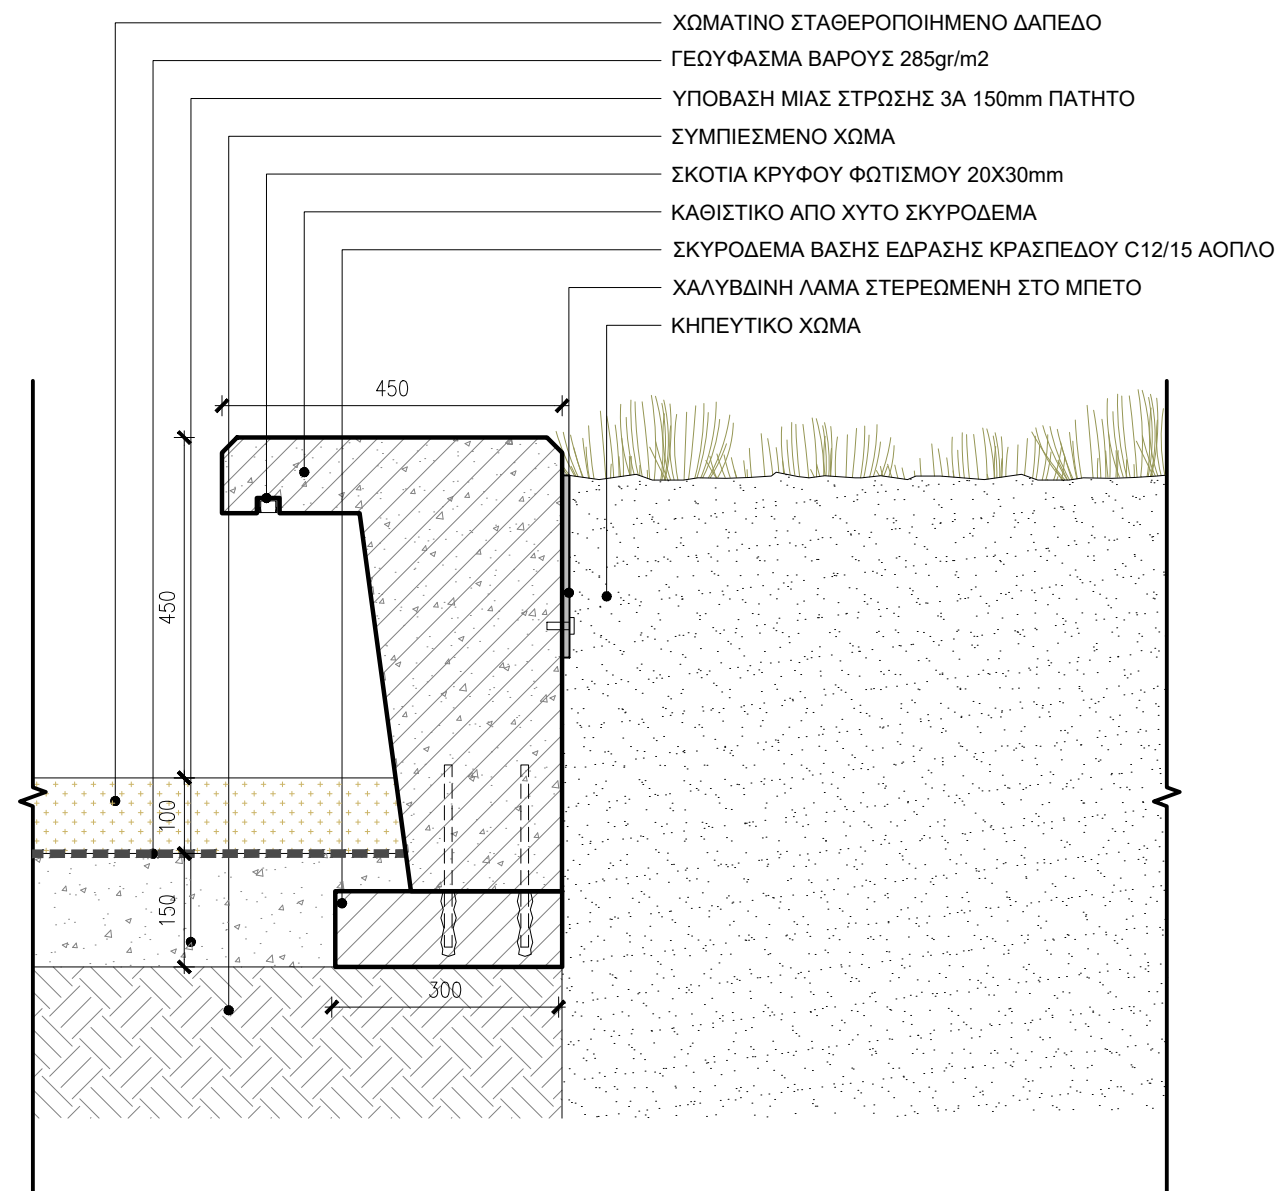 ΧΩΜΑΤΙΝΟ ΣΤΑΘΕΡΟΠΟΙΗΜΕΝΟ ΔΑΠΕΔΟ
ΓΕΩΥΦΑΣΜΑ ΒΑΡΟΥΣ 285gr/m2
ΥΠΟΒΑΣΗ ΜΙΑΣ ΣΤΡΩΣΗΣ 3Α 150mm ΠΑΤΗΤΟ
ΣΥΜΠΙΕΣΜΕΝΟ ΧΩΜΑ
ΣΚΟΤΙΑ ΚΡΥΦΟΥ ΦΩΤΙΣΜΟΥ 20Χ30mm
ΚΑΘΙΣΤΙΚΟ ΑΠΟ ΧΥΤΟ ΣΚΥΡΟΔΕΜΑ
ΣΚΥΡΟΔΕΜΑ ΒΑΣΗΣ ΕΔΡΑΣΗΣ ΚΡΑΣΠΕΔΟΥ C12/15 ΑΟΠΛΟ
ΧΑΛΥΒΔΙΝΗ ΛΑΜΑ ΣΤΕΡΕΩΜΕΝΗ ΣΤΟ ΜΠΕΤΟ
ΚΗΠΕΥΤΙΚΟ ΧΩΜΑ
450
450
100
150
300